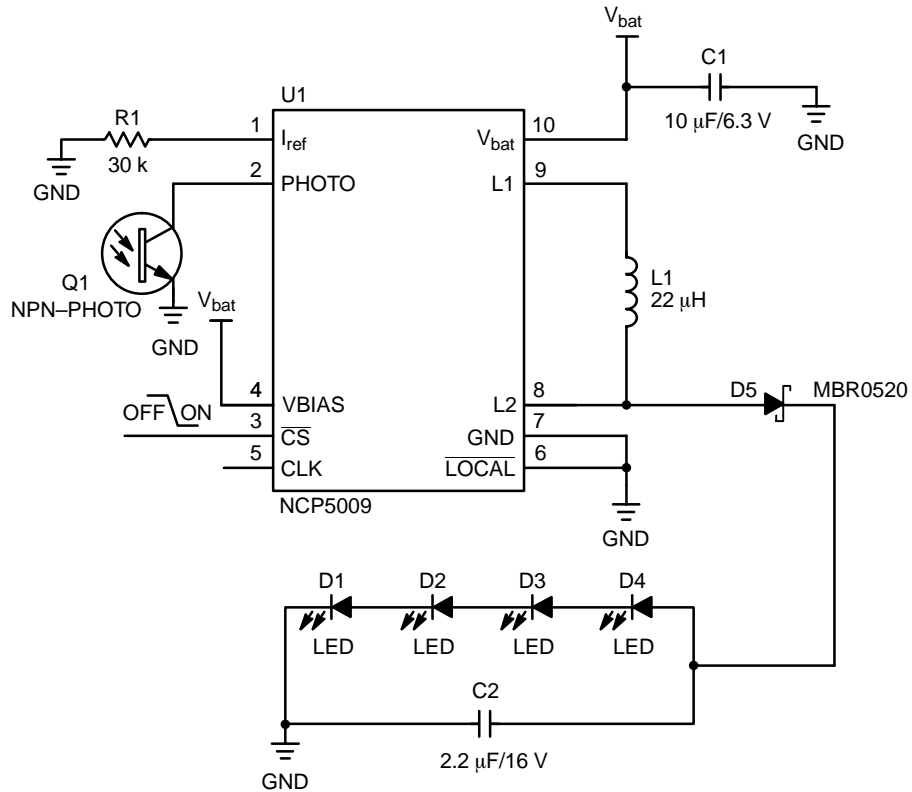 V_bat
C1
10 μF/6.3 V
GND
U1
R1
30 k
GND
1
I_ref
V_bat
10
2
PHOTO
L1
9
Q1
NPN–PHOTO
GND
V_bat
L1
22 μH
4
VBIAS
L2
8
D5
MBR0520
OFF
ON
3
CS
GND
7
5
CLK
LOCAL
6
NCP5009
GND
D1
D2
D3
D4
LED
LED
LED
LED
C2
2.2 μF/16 V
GND